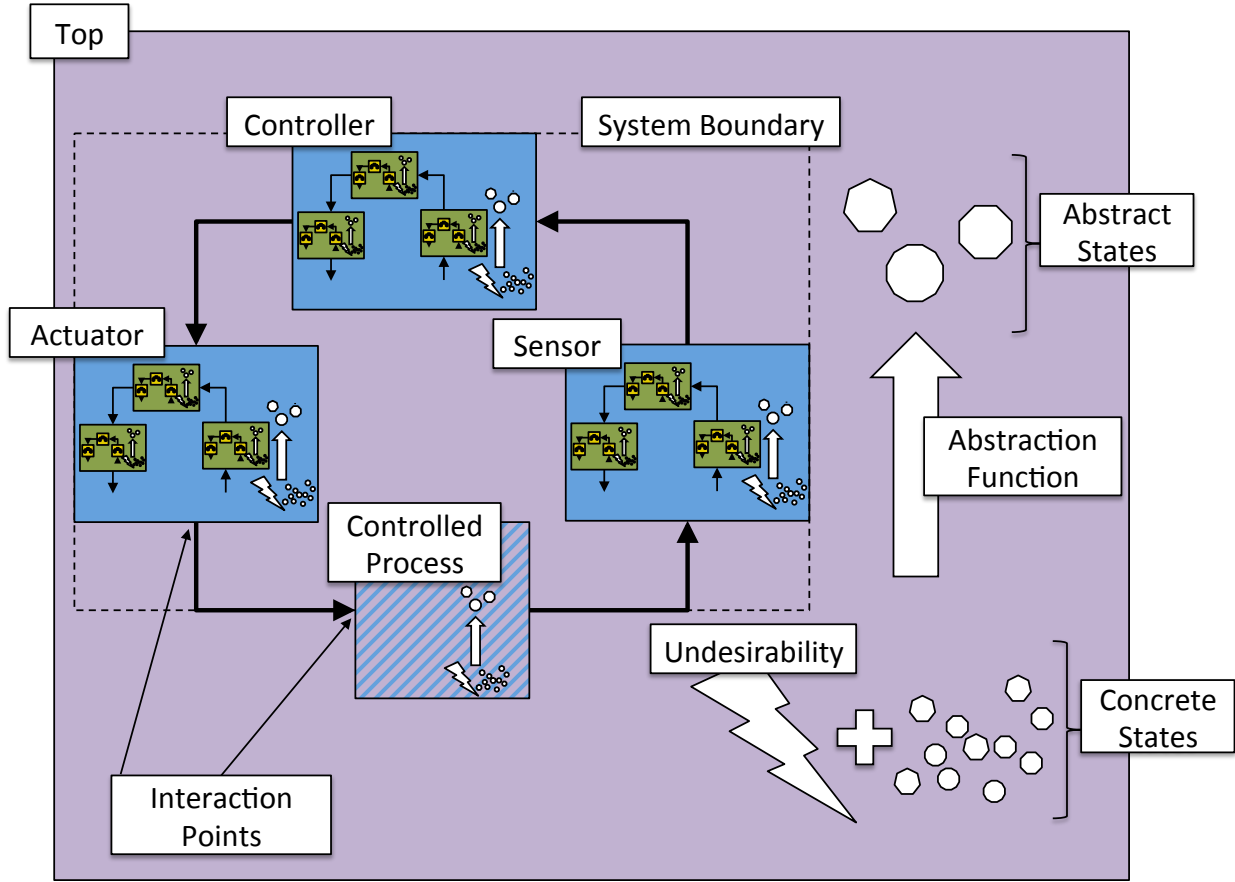 Top
Controller
System Boundary
Abstract
States
Actuator
Sensor
Abstraction
Function
Controlled
Process
Undesirability
Concrete
States
Interaction
Points